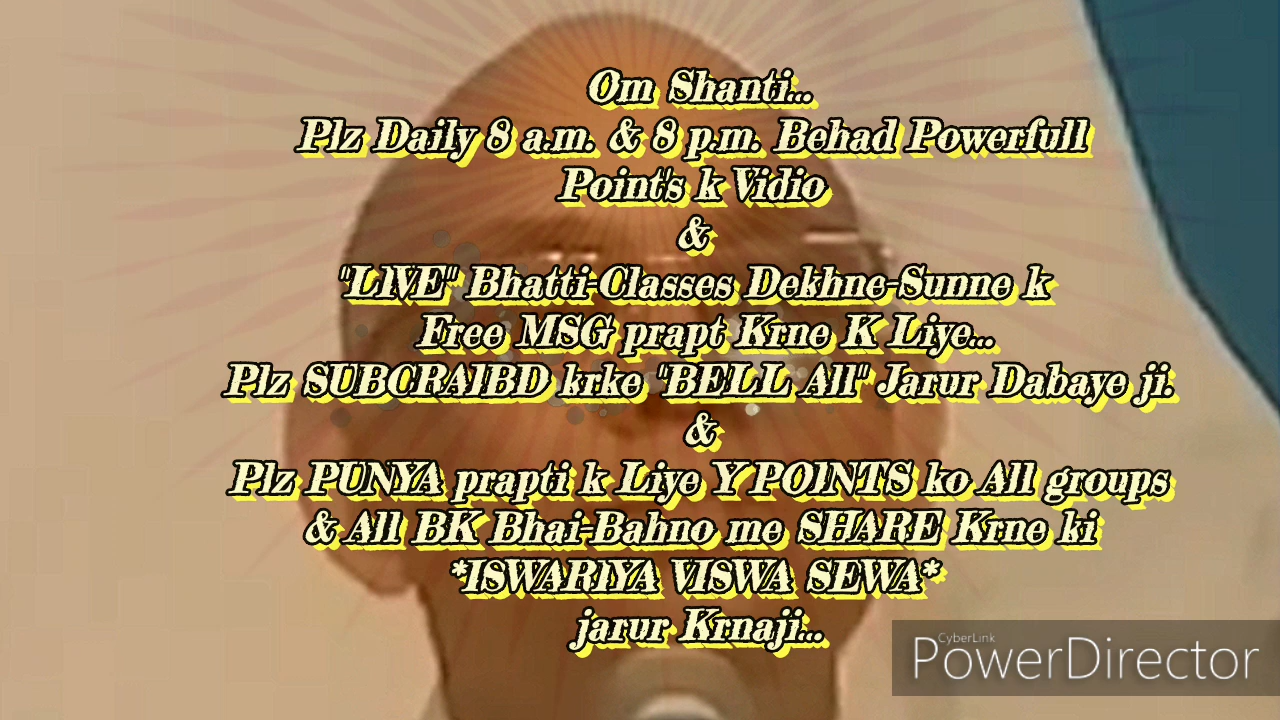 Om Shanti...
Plz Daily 8 a.m. & 8 p.m. Behad Powerfull
Point's k Vidio
&
"LIVE" Bhatti-Classes Dekhne-Sunne k
Free MSG prapt Krne K Liye...
Plz SUBCRAIBD krke "BELL All" Jarur Dabaye ji.
&
Plz PUNYA prapti k Liye Y POINTS ko All groups
& All BK Bhai-Bahno me SHARE Krne ki
*ISWARIYA VISWA SEWA*
jarur Krnaji...
CyberLink
PowerDirector